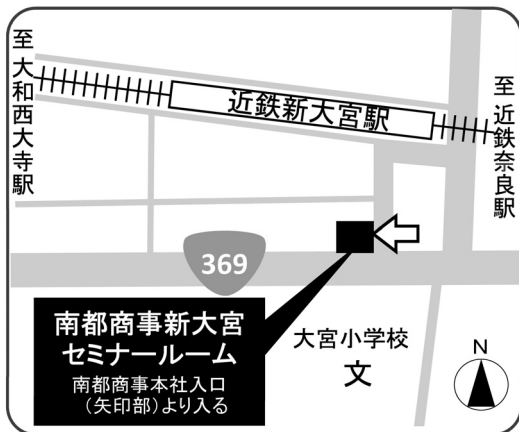 至 大和西大寺駅
近鉄新大宮駅
至 近鉄奈良駅
369
南都商事新大宮
セミナールーム
南都商事本社入口
（矢印部）より入る
大宮小学校
文
N